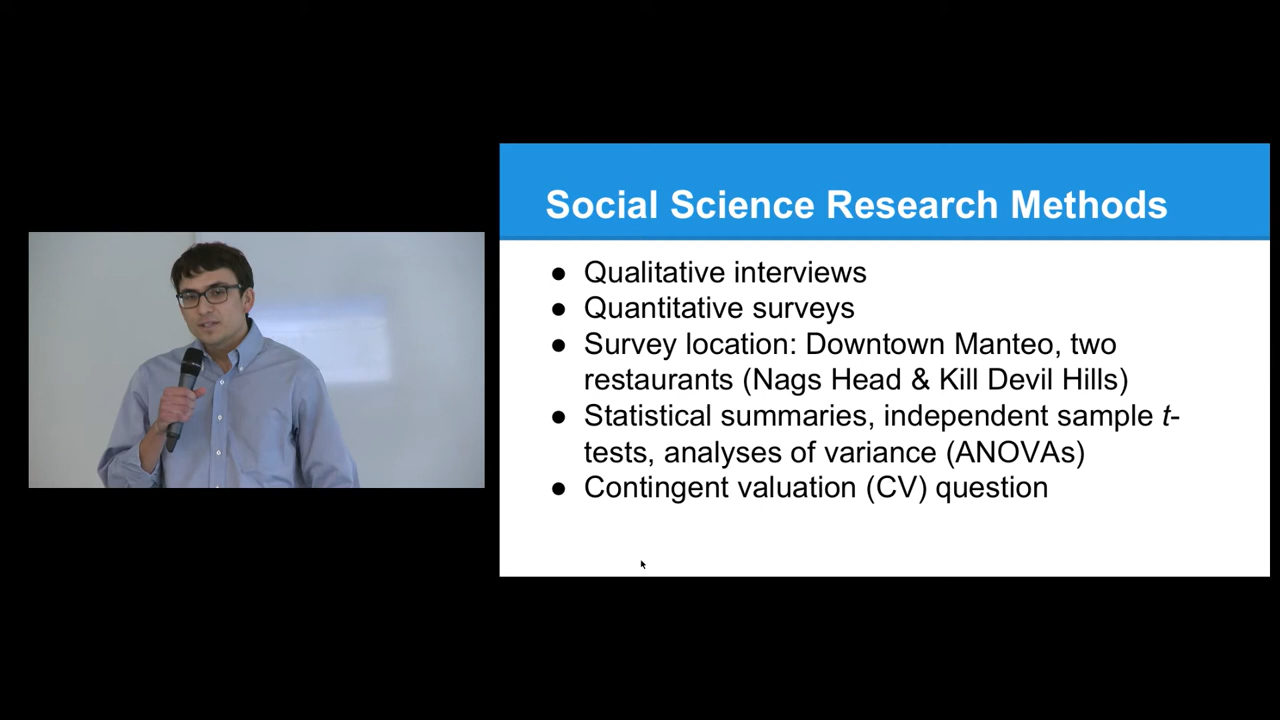 Social Science Research Methods
● Qualitative interviews
● Quantitative surveys
● Survey location: Downtown Manteo, two
restaurants (Nags Head & Kill Devil Hills)
● Statistical summaries, independent sample t-
tests, analyses of variance (ANOVAs)
● Contingent valuation (CV) question